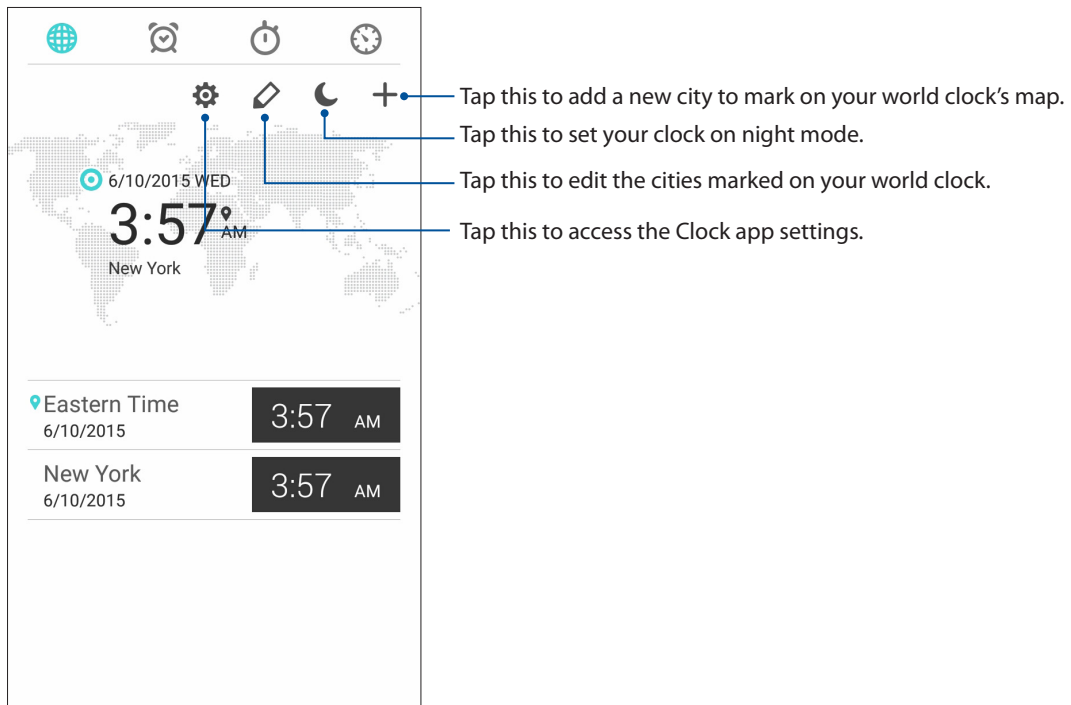 Tap this to add a new city to mark on your world clock’s map.
Tap this to set your clock on night mode.
Tap this to edit the cities marked on your world clock.
Tap this to access the Clock app settings.
6/10/2015 WED
3:57 AM
New York
Eastern Time
6/10/2015
3:57 AM
New York
6/10/2015
3:57 AM